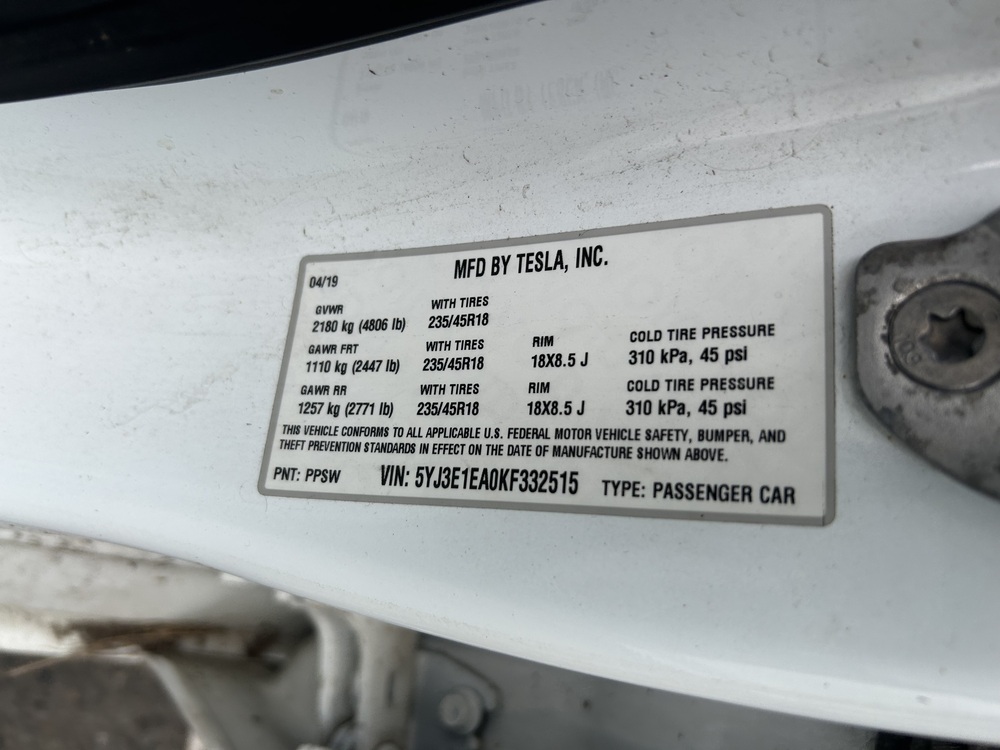 MFD BY TESLA, INC.
04/19
GVWR WITH TIRES
2180 kg (4806 lb) 235/45R18
GAWR FRT WITH TIRES RIM COLD TIRE PRESSURE
1110 kg (2447 lb) 235/45R18 18X8.5 J 310 kPa, 45 psi
GAWR RR WITH TIRES RIM COLD TIRE PRESSURE
1257 kg (2771 lb) 235/45R18 18X8.5 J 310 kPa, 45 psi
THIS VEHICLE CONFORMS TO ALL APPLICABLE U.S. FEDERAL MOTOR VEHICLE SAFETY, BUMPER, AND
THEFT PREVENTION STANDARDS IN EFFECT ON THE DATE OF MANUFACTURE SHOWN ABOVE.
PNT: PPSW VIN: 5YJ3E1EA0KF332515 TYPE: PASSENGER CAR